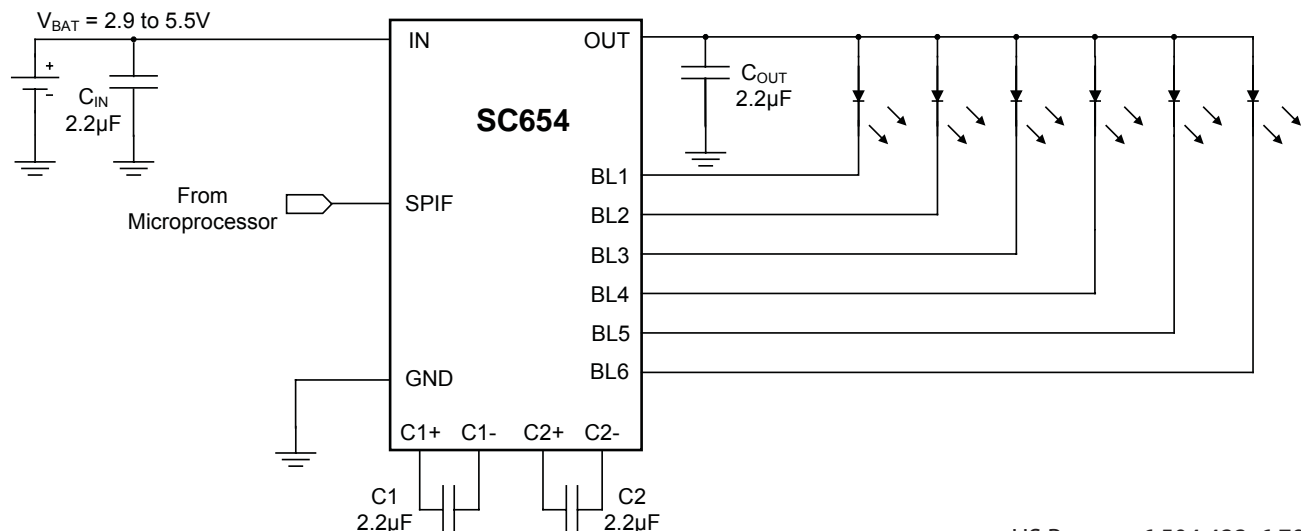 V_BAT = 2.9 to 5.5V
IN
OUT
+
–
C_IN
2.2µF
C_OUT
2.2µF
SC654
BL1
From
Microprocessor
SPIF
BL2
BL3
BL4
BL5
GND
BL6
C1+ C1- C2+ C2-
C1
2.2µF
C2
2.2µF